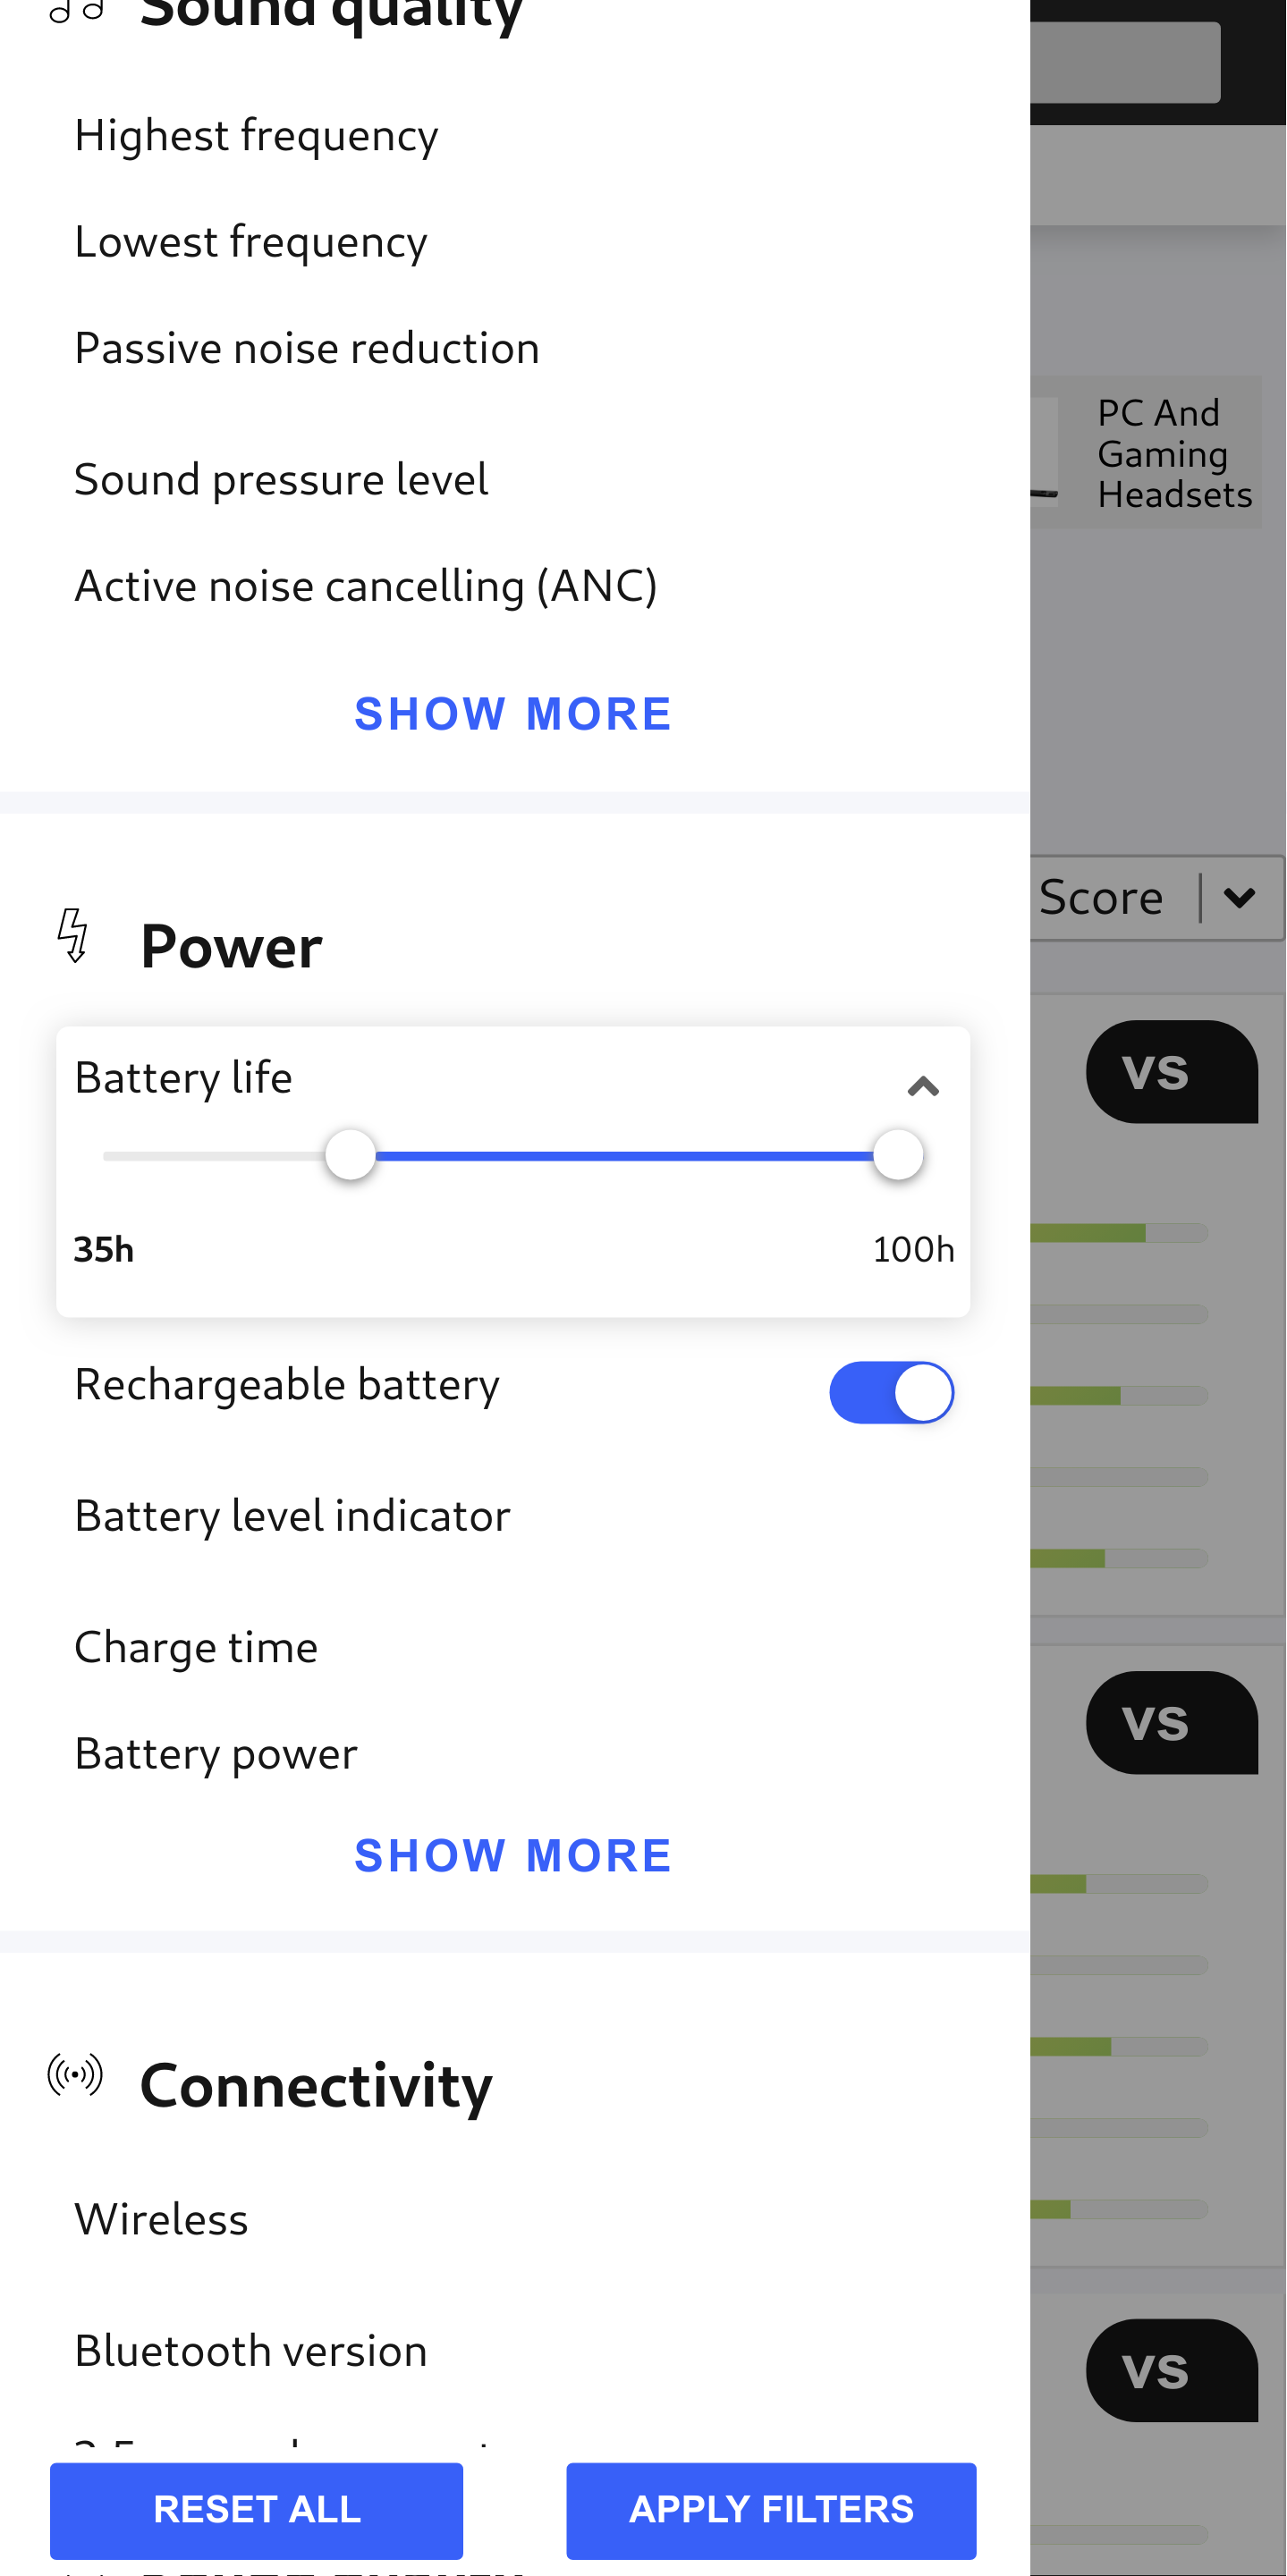 Sound quality
Highest frequency
Lowest frequency
Passive noise reduction
Sound pressure level
Active noise cancelling (ANC)
SHOW MORE
Power
Battery life
35h
100h
Rechargeable battery
Battery level indicator
Charge time
Battery power
SHOW MORE
Connectivity
Wireless
Bluetooth version
RESET ALL
APPLY FILTERS
PC And
Gaming
Headsets
Score
VS
VS
VS